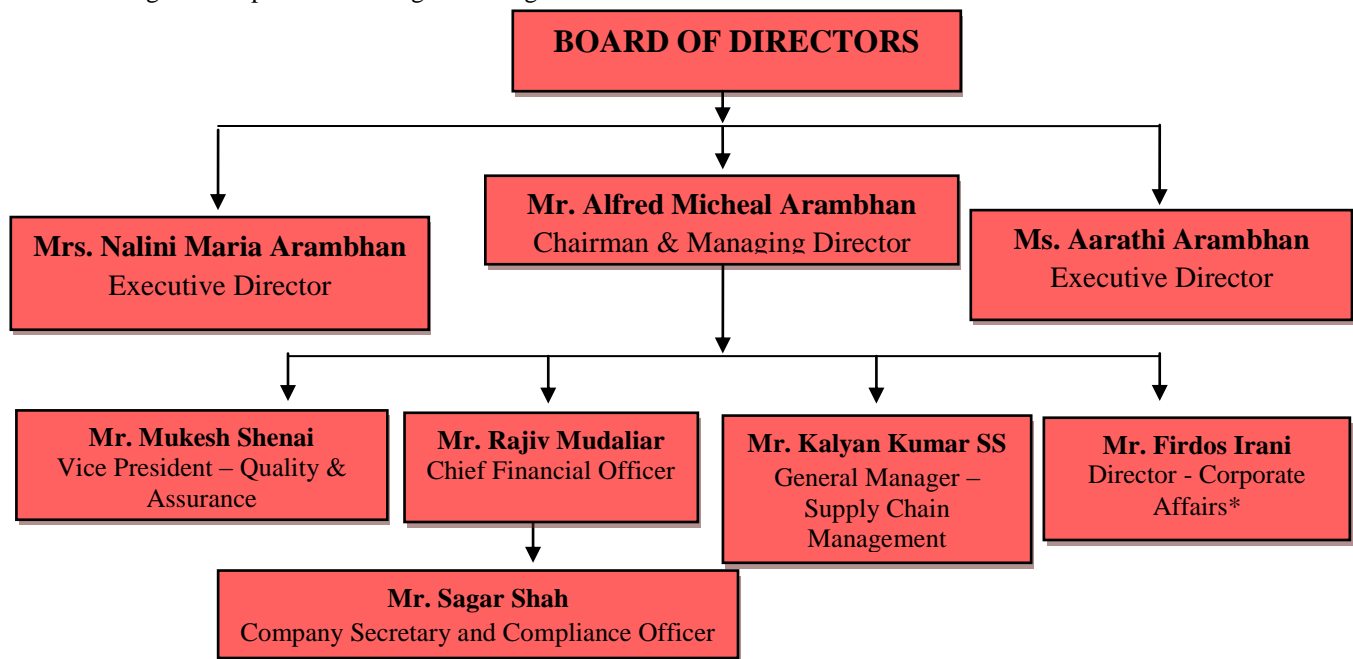 BOARD OF DIRECTORS
Mrs. Nalini Maria Arambhan
Executive Director
Mr. Alfred Micheal Arambhan
Chairman & Managing Director
Ms. Aarathi Arambhan
Executive Director
Mr. Mukesh Shenai
Vice President – Quality &
Assurance
Mr. Rajiv Mudaliar
Chief Financial Officer
Mr. Kalyan Kumar SS
General Manager –
Supply Chain
Management
Mr. Firdos Irani
Director - Corporate
Affairs*
Mr. Sagar Shah
Company Secretary and Compliance Officer